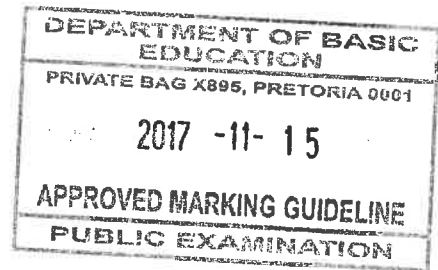 DEPARTMENT OF BASIC
EDUCATION
PRIVATE BAG X895, PRETORIA 0001
2017 -11- 15
APPROVED MARKING GUIDELINE
PUBLIC EXAMINATION